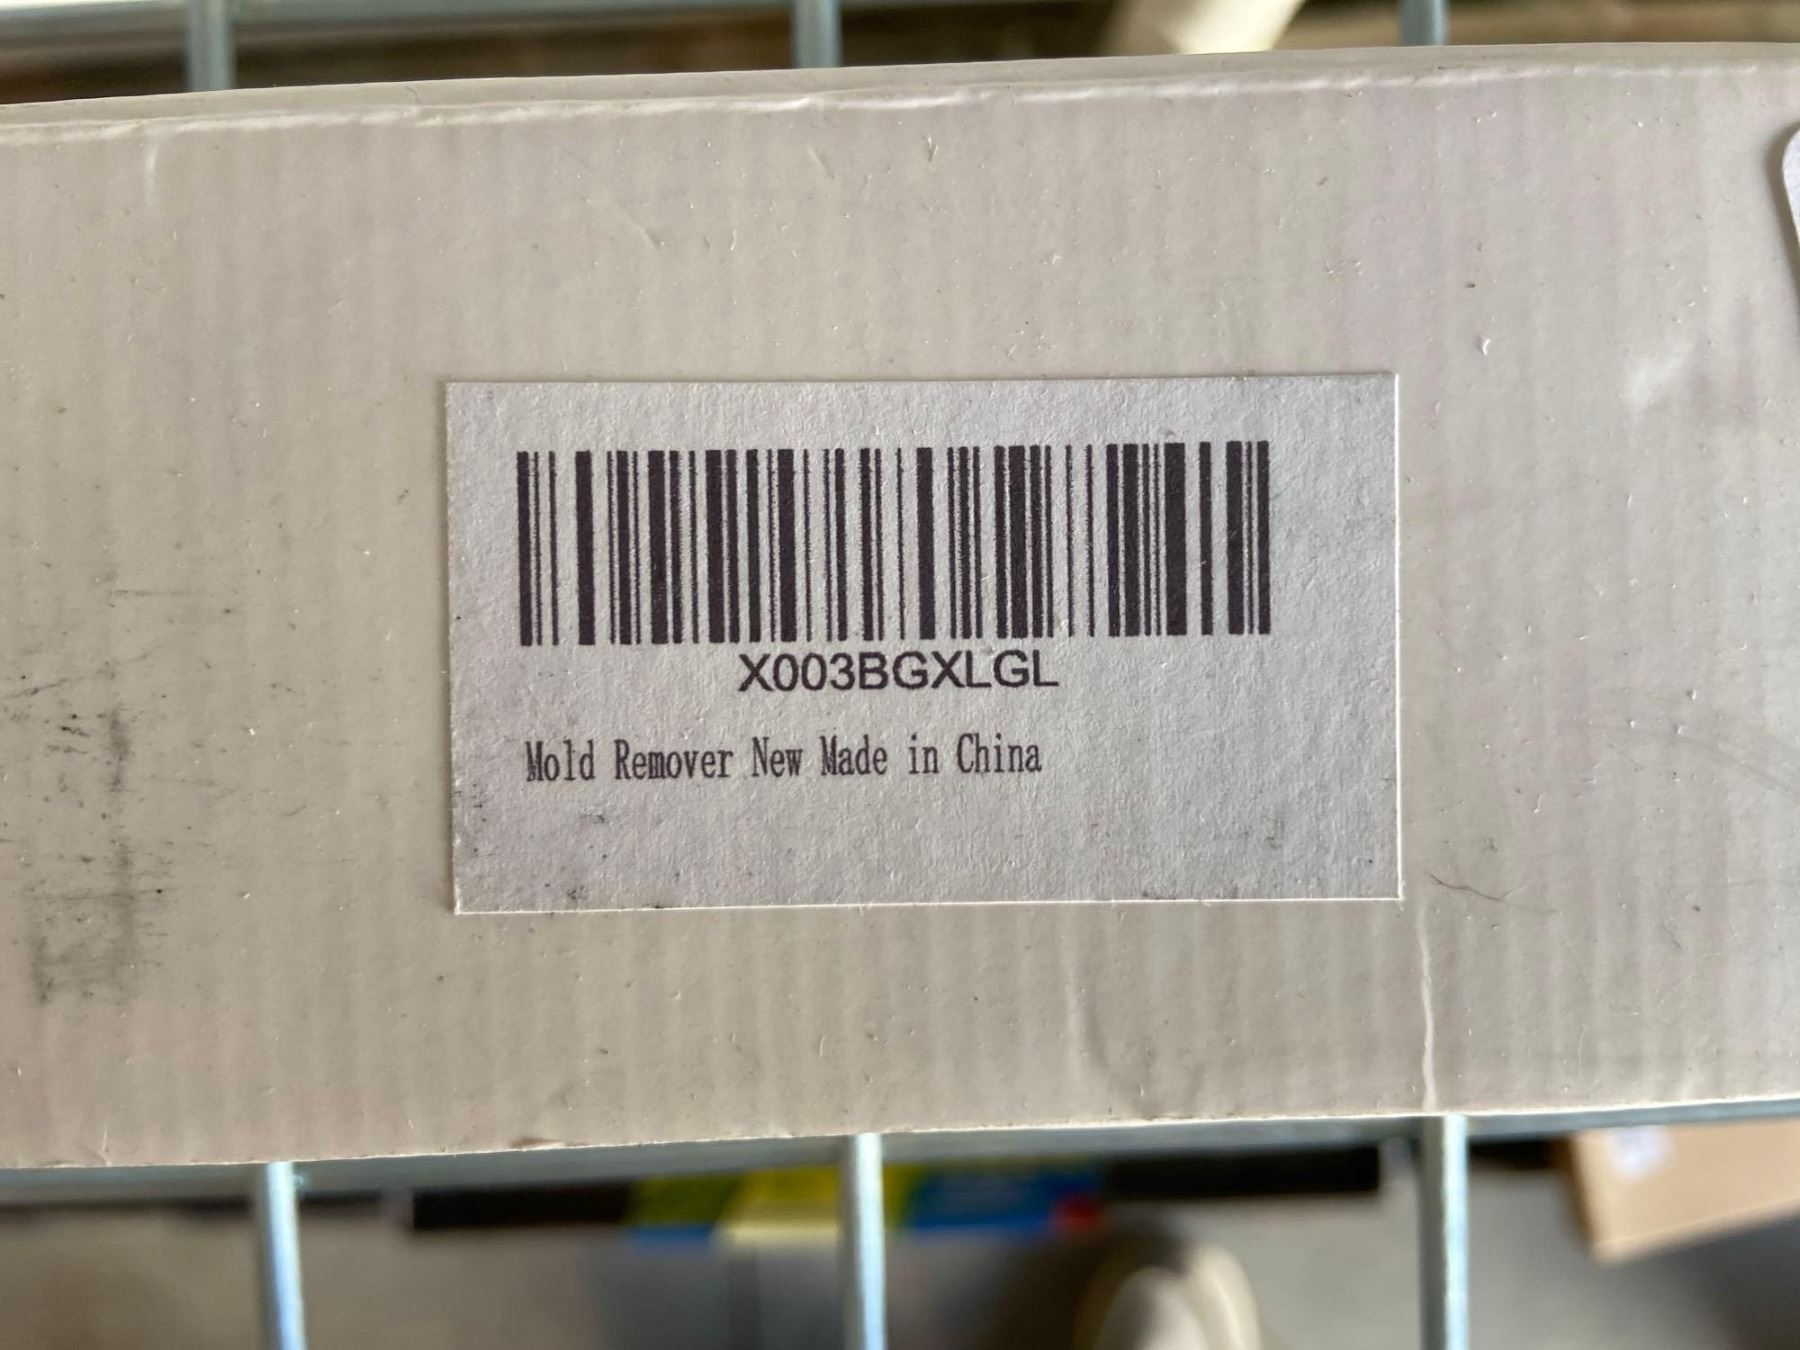 X003BGXLGL
Mold Remover New Made in China